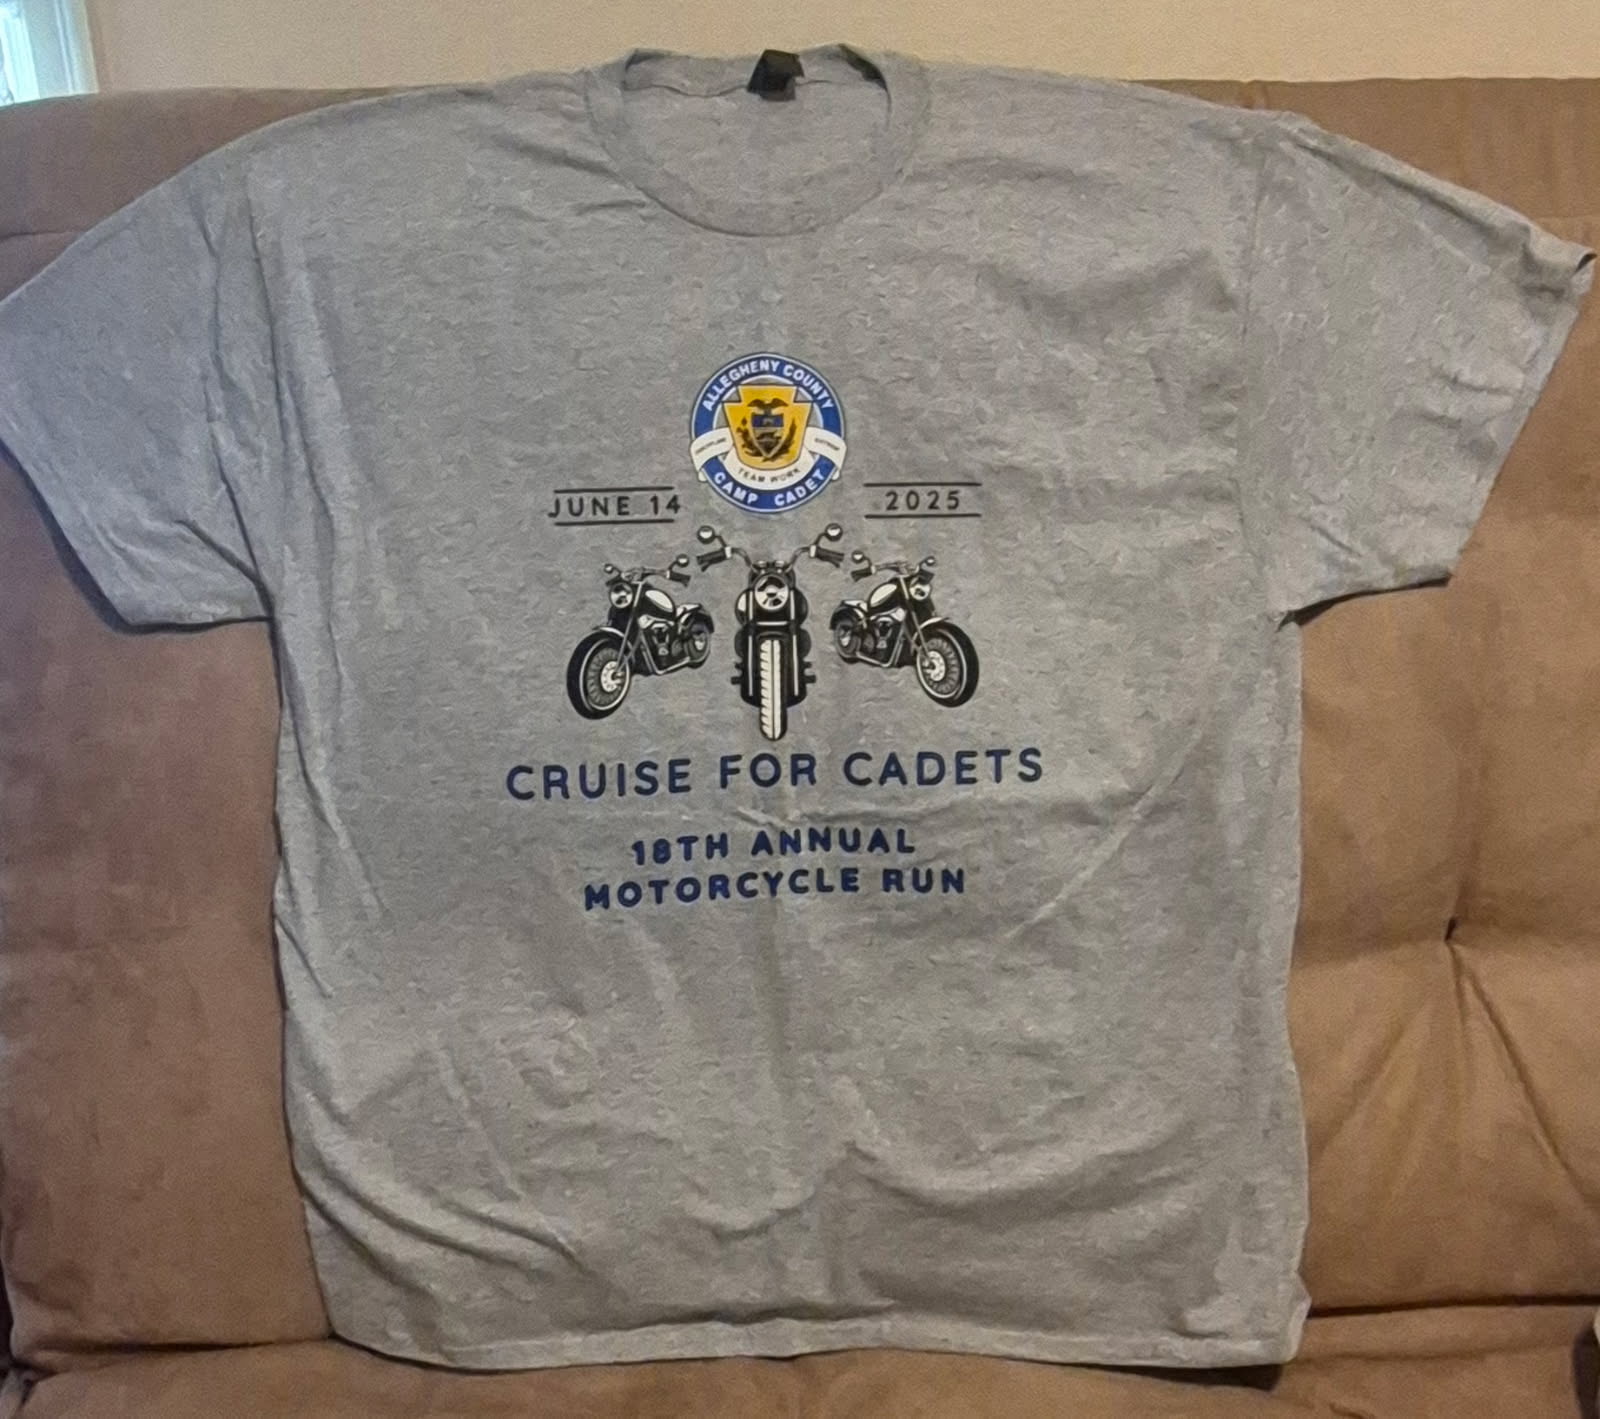 ALLEGHENY COUNTY
TEAM WORK
CAMP CADET
JUNE 14
2025
CRUISE FOR CADETS
18TH ANNUAL
MOTORCYCLE RUN